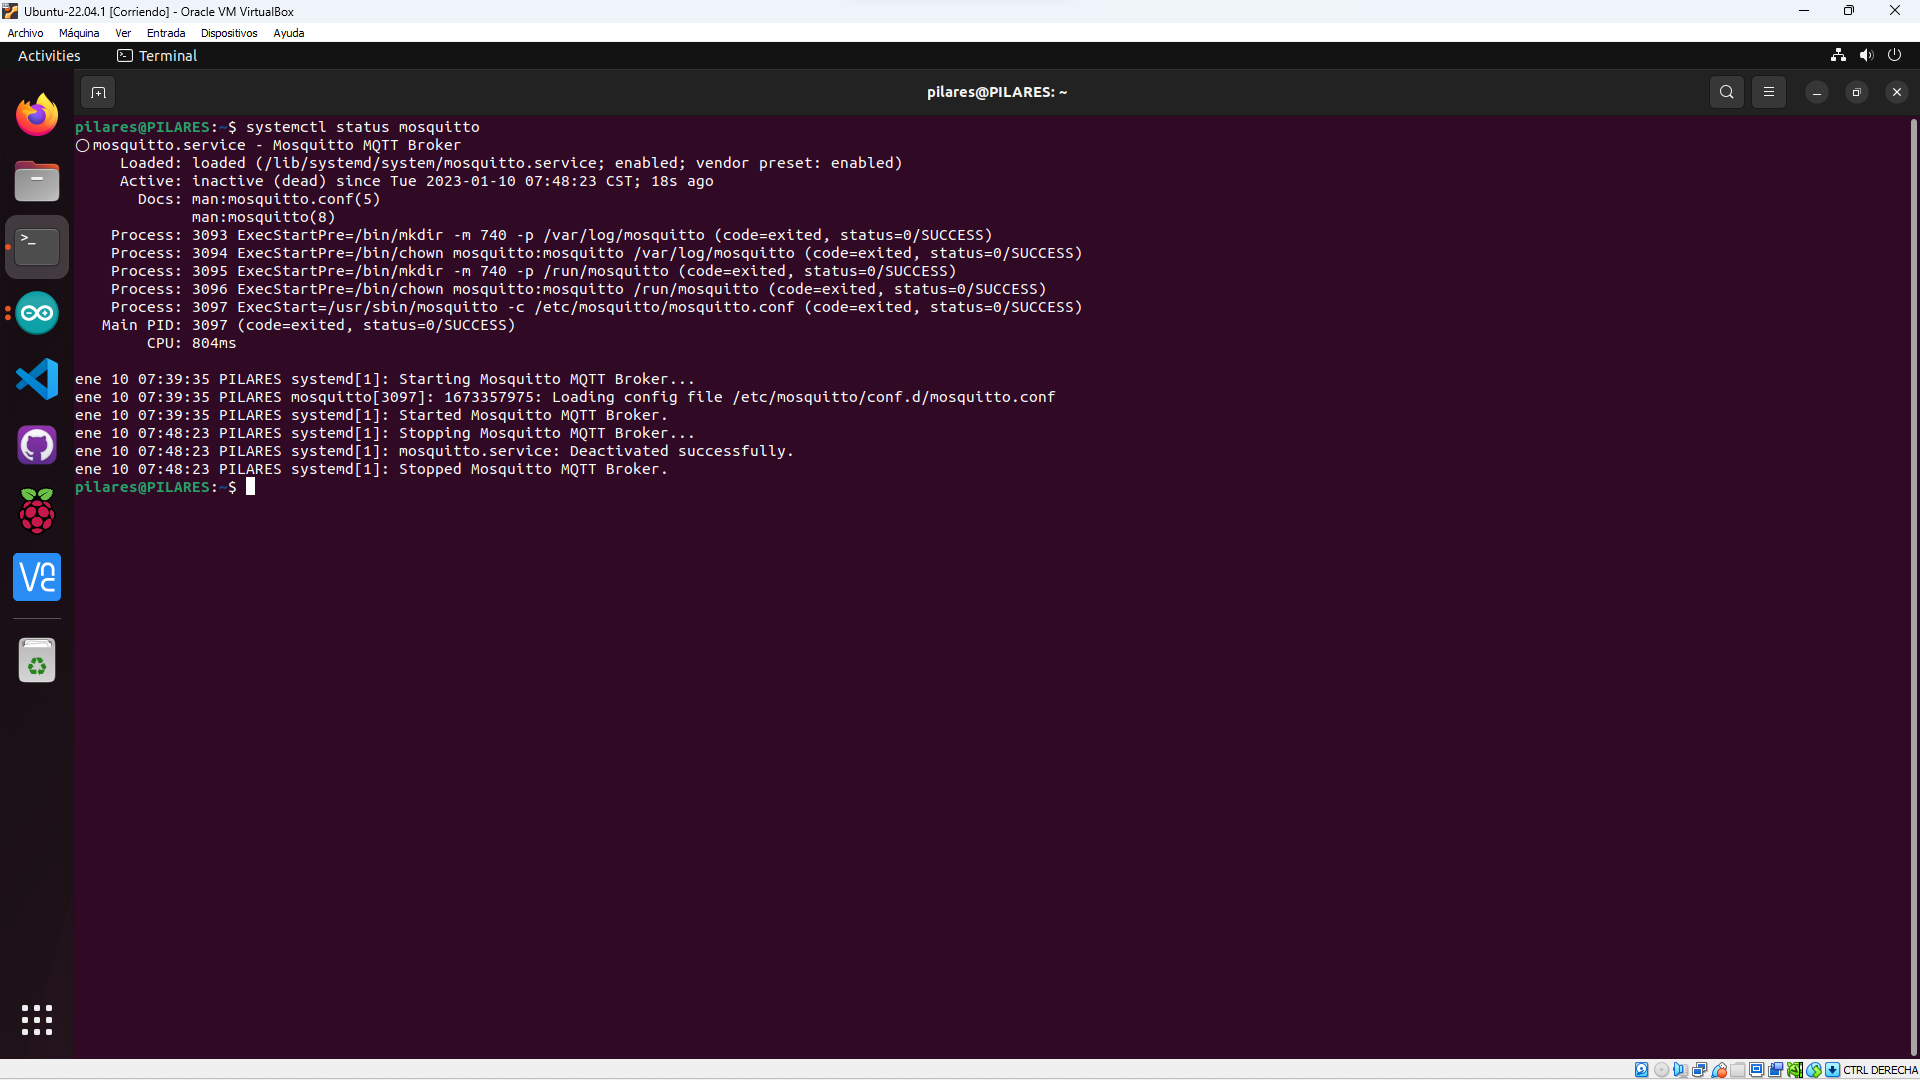 Ubuntu-22.04.1 [Corriendo] - Oracle VM VirtualBox
Archivo Máquina Ver Entrada Dispositivos Ayuda
Activities Terminal
pilares@PILARES: ~
pilares@PILARES:~$ systemctl status mosquitto
○mosquitto.service - Mosquitto MQTT Broker
Loaded: loaded (/lib/systemd/system/mosquitto.service; enabled; vendor preset: enabled)
Active: inactive (dead) since Tue 2023-01-10 07:48:23 CST; 18s ago
Docs: man:mosquitto.conf(5)
man:mosquitto(8)
Process: 3093 ExecStartPre=/bin/mkdir -m 740 -p /var/log/mosquitto (code=exited, status=0/SUCCESS)
Process: 3094 ExecStartPre=/bin/chown mosquitto:mosquitto /var/log/mosquitto (code=exited, status=0/SUCCESS)
Process: 3095 ExecStartPre=/bin/mkdir -m 740 -p /run/mosquitto (code=exited, status=0/SUCCESS)
Process: 3096 ExecStartPre=/bin/chown mosquitto:mosquitto /run/mosquitto (code=exited, status=0/SUCCESS)
Process: 3097 ExecStart=/usr/sbin/mosquitto -c /etc/mosquitto/mosquitto.conf (code=exited, status=0/SUCCESS)
Main PID: 3097 (code=exited, status=0/SUCCESS)
CPU: 804ms
ene 10 07:39:35 PILARES systemd[1]: Starting Mosquitto MQTT Broker...
ene 10 07:39:35 PILARES mosquitto[3097]: 1673357975: Loading config file /etc/mosquitto/conf.d/mosquitto.conf
ene 10 07:39:35 PILARES systemd[1]: Started Mosquitto MQTT Broker.
ene 10 07:48:23 PILARES systemd[1]: Stopping Mosquitto MQTT Broker...
ene 10 07:48:23 PILARES systemd[1]: mosquitto.service: Deactivated successfully.
ene 10 07:48:23 PILARES systemd[1]: Stopped Mosquitto MQTT Broker.
pilares@PILARES:~$
CTRL DERECHA